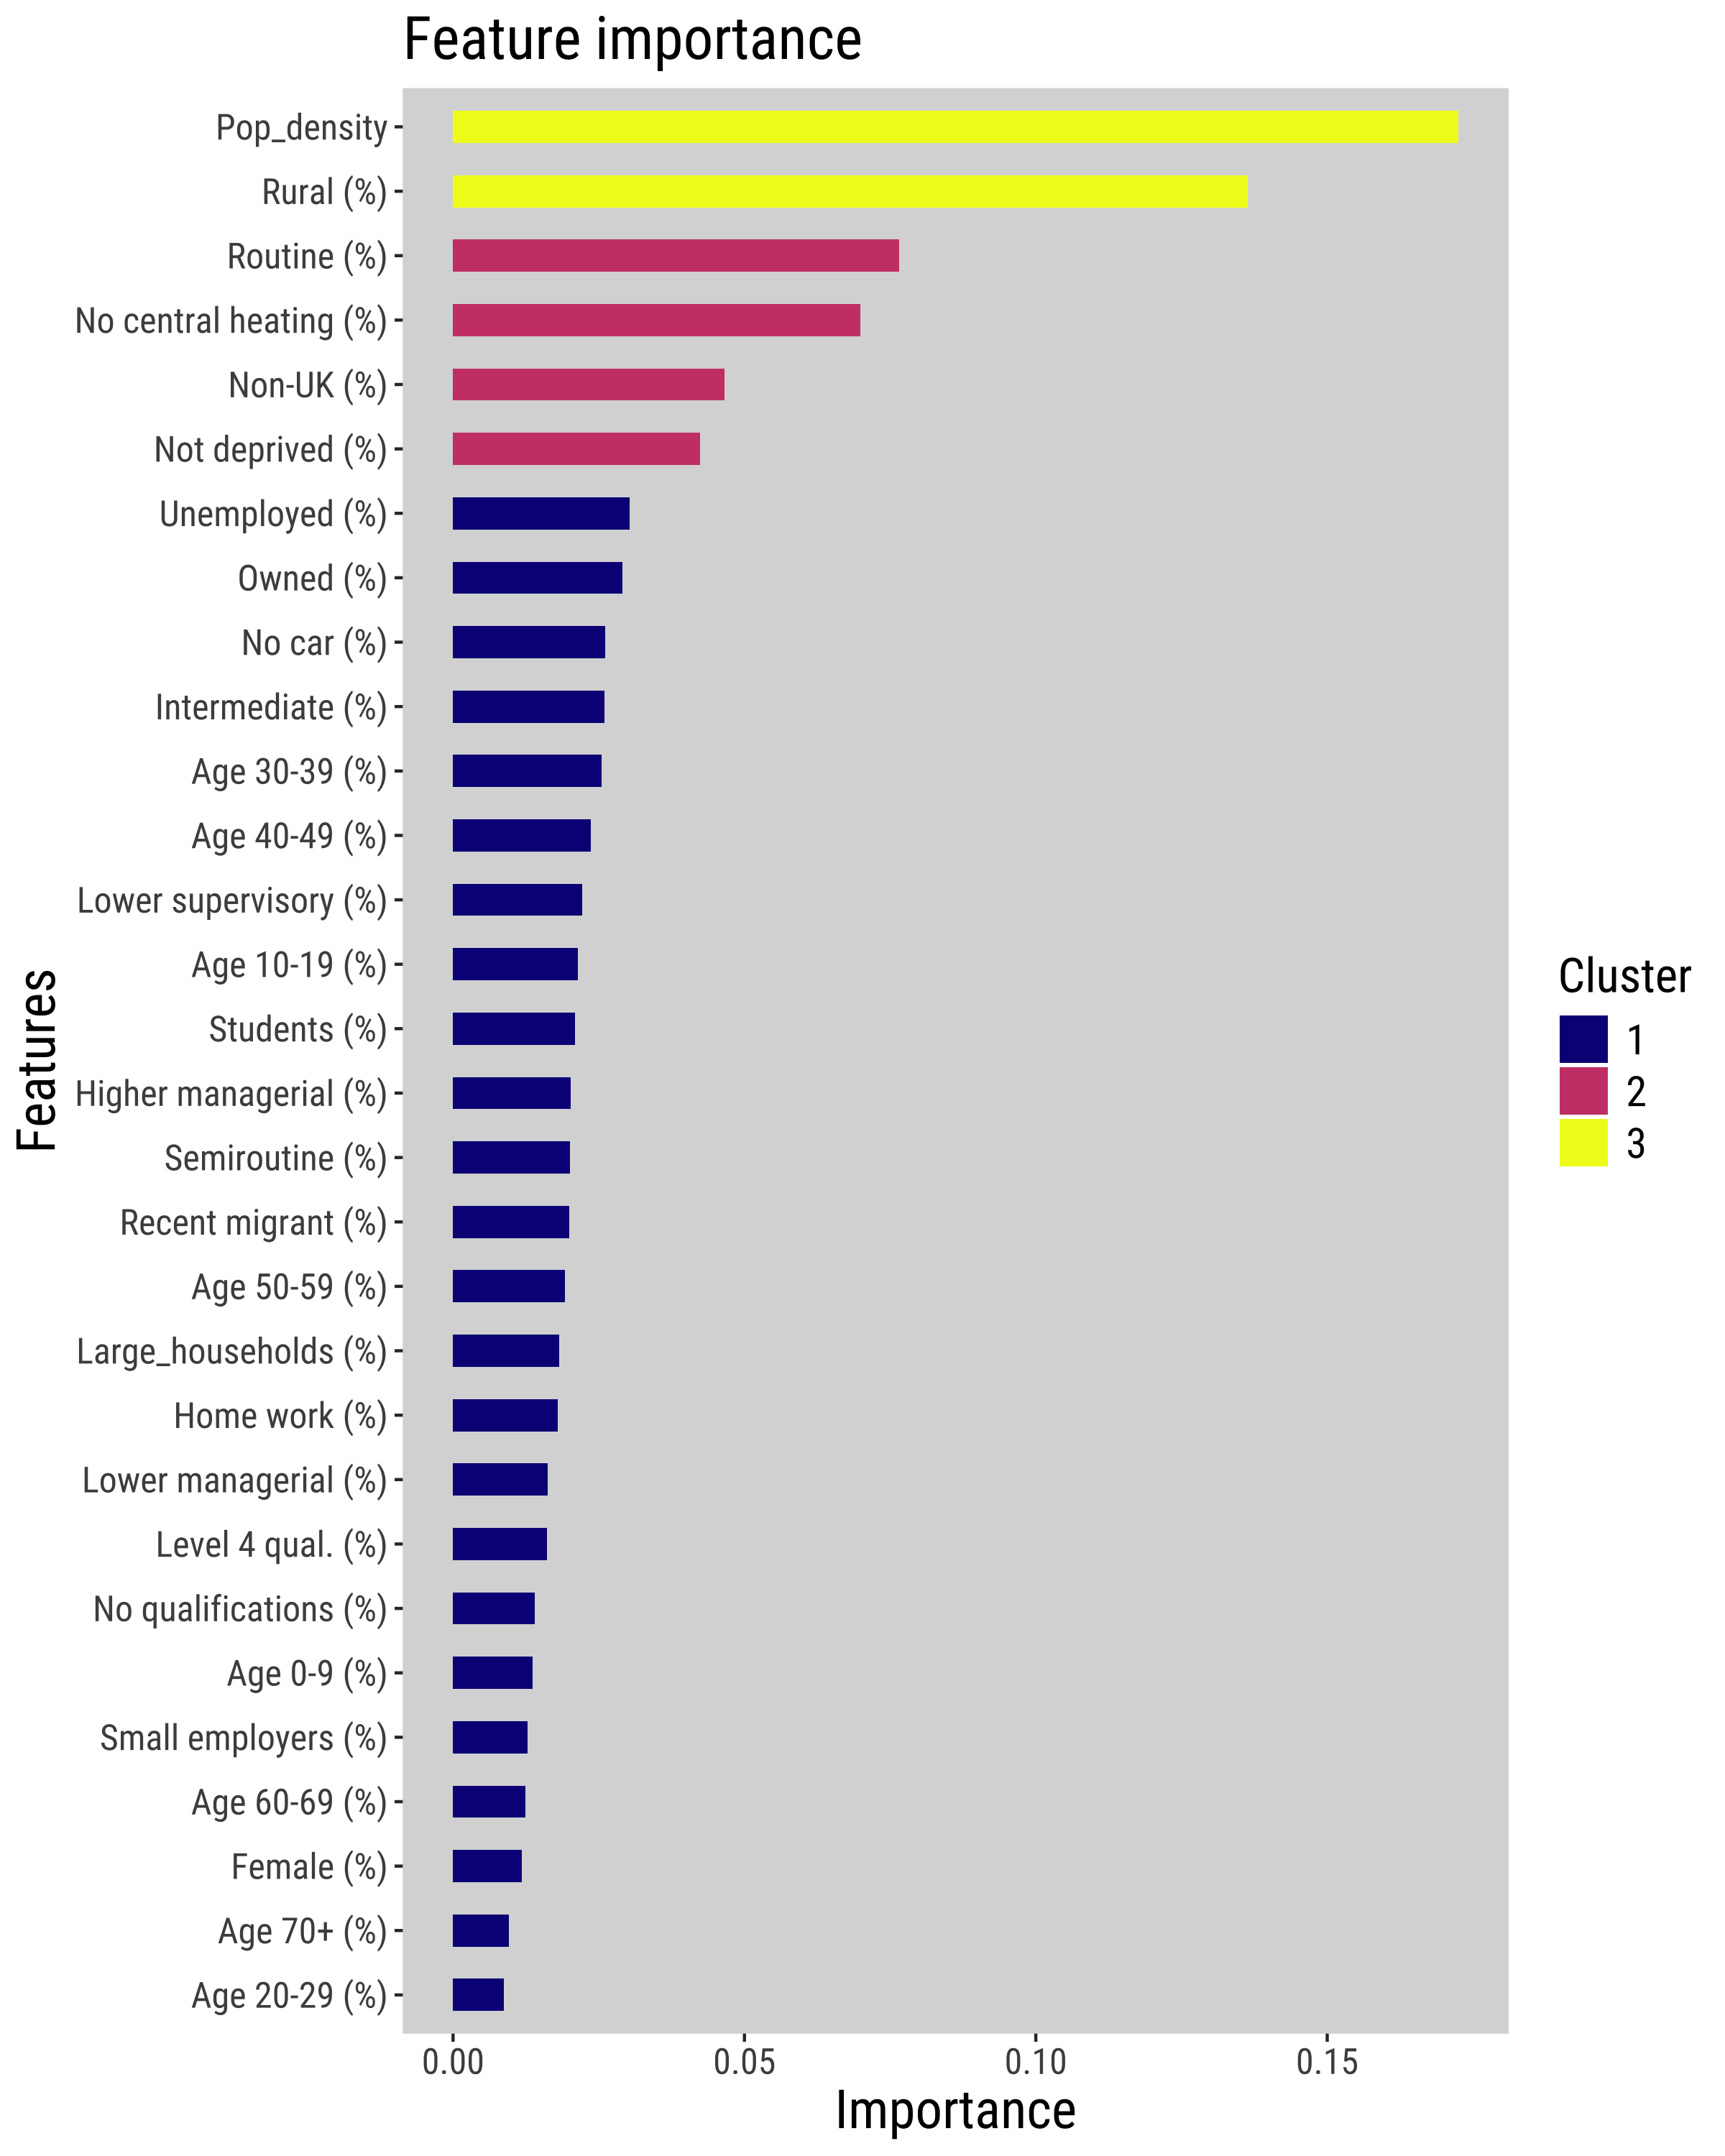 Feature importance
Pop_density
Rural (%)
Routine (%)
No central heating (%)
Non-UK (%)
Not deprived (%)
Unemployed (%)
Owned (%)
No car (%)
Intermediate (%)
Age 30-39 (%)
Age 40-49 (%)
Lower supervisory (%)
Age 10-19 (%)
Students (%)
Higher managerial (%)
Semiroutine (%)
Recent migrant (%)
Age 50-59 (%)
Large_households (%)
Home work (%)
Lower managerial (%)
Level 4 qual. (%)
No qualifications (%)
Age 0-9 (%)
Small employers (%)
Age 60-69 (%)
Female (%)
Age 70+ (%)
Age 20-29 (%)
Features
0.00 0.05 0.10 0.15
Importance
Cluster
1
2
3